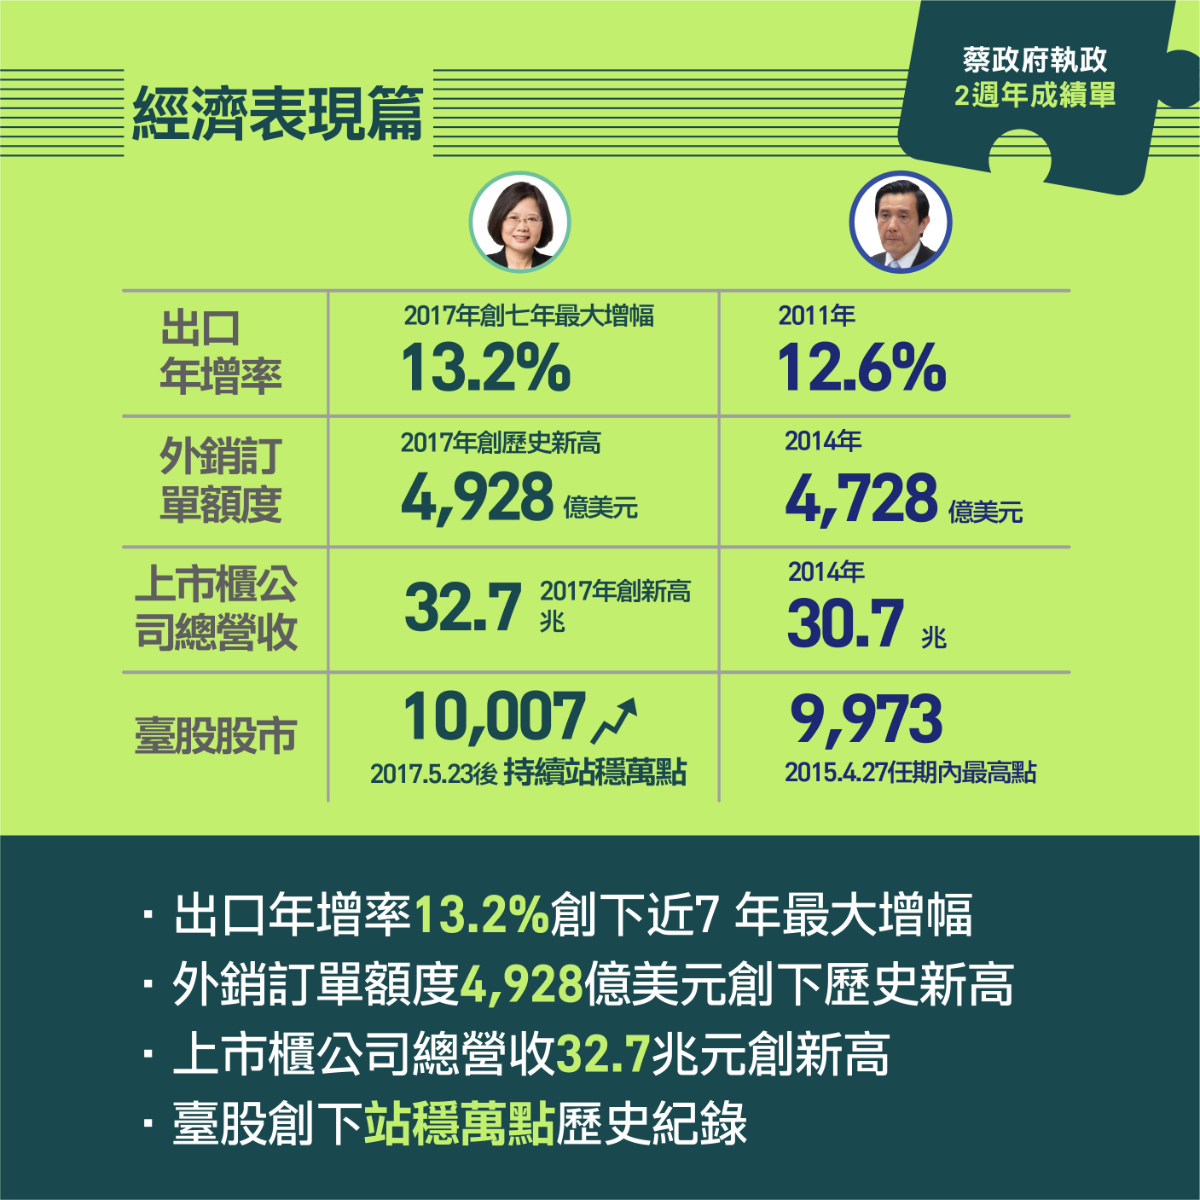 蔡政府執政
2週年成績單
經濟表現篇
出口
年增率
2017年創七年最大增幅
13.2%
2011年
12.6%
外銷訂
單額度
2017年創歷史新高
4,928 億美元
2014年
4,728 億美元
上市櫃公
司總營收
32.7 2017年創新高
兆
2014年
30.7 兆
臺股股市
10,007
2017.5.23後 持續站穩萬點
9,973
2015.4.27任期內最高點
· 出口年增率13.2%創下近7 年最大增幅
· 外銷訂單額度4,928億美元創下歷史新高
· 上市櫃公司總營收32.7兆元創新高
· 臺股創下站穩萬點歷史紀錄